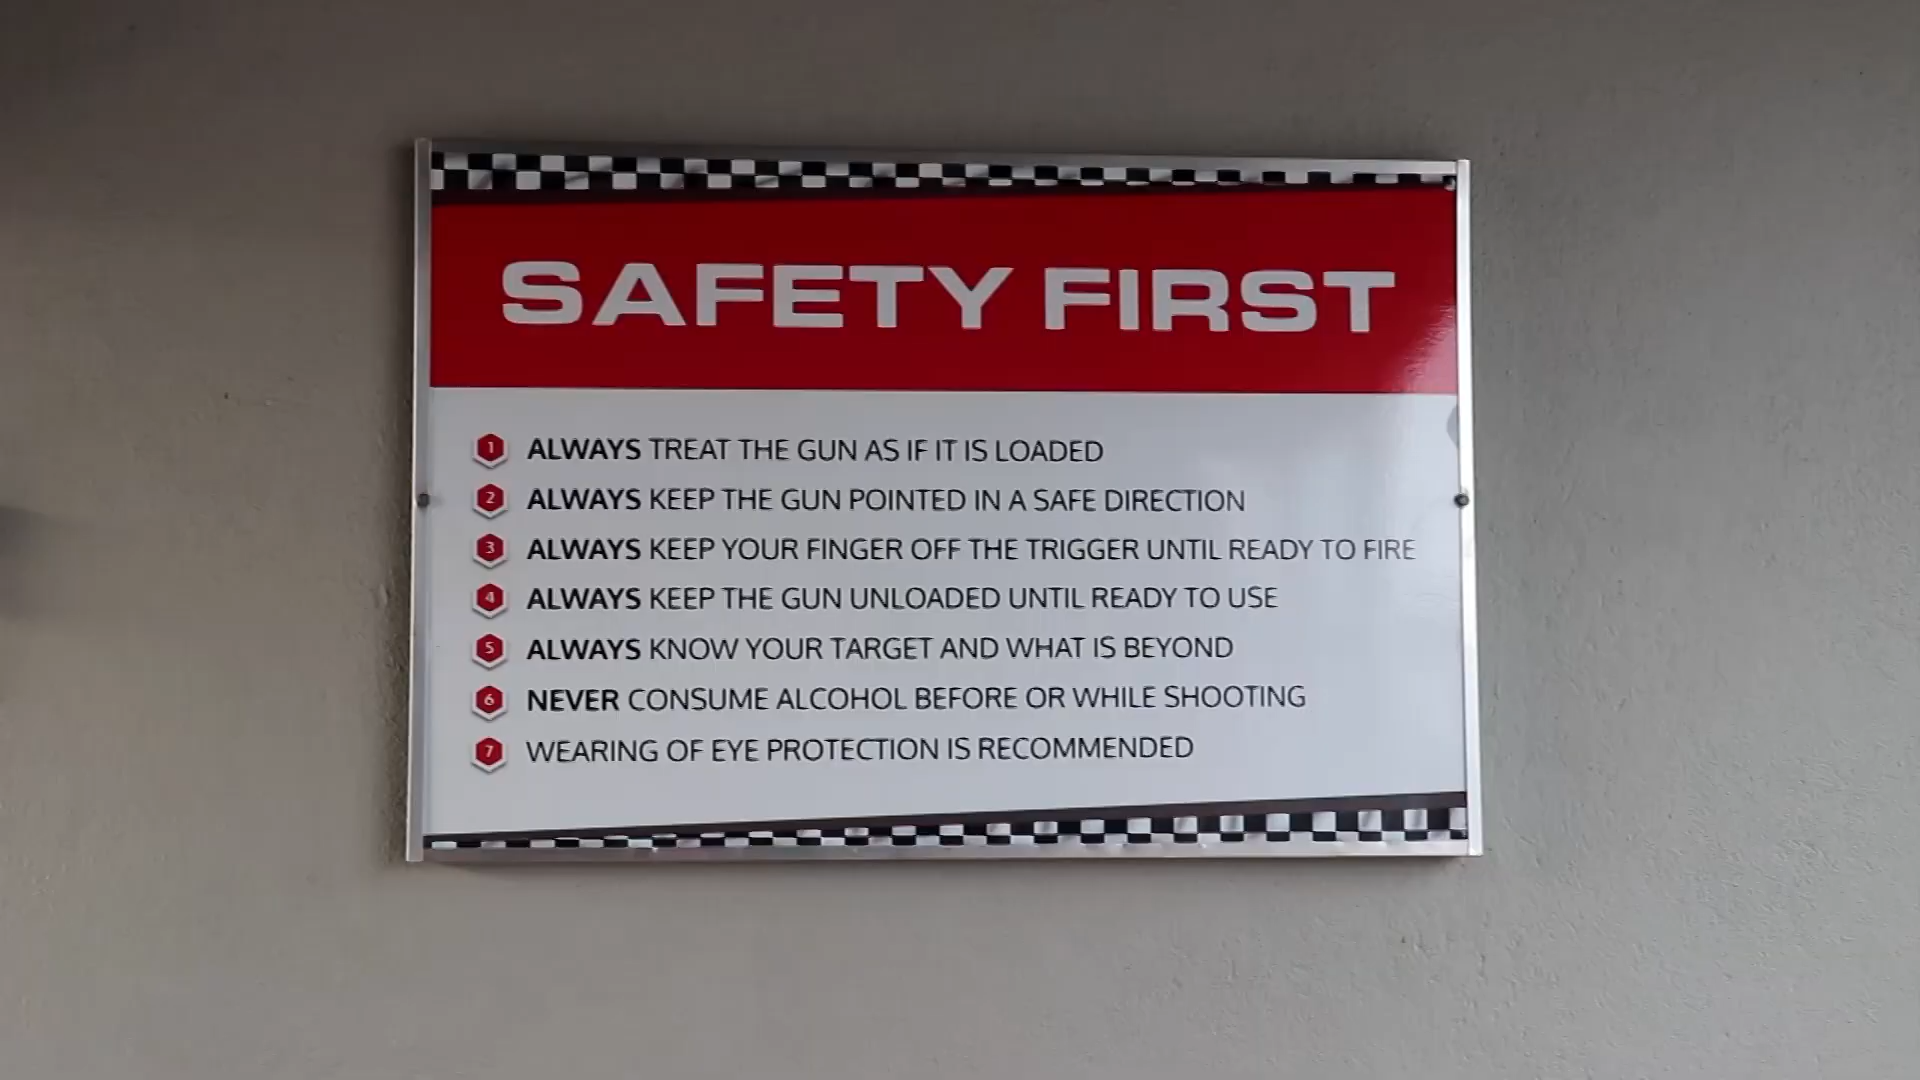 SAFETY FIRST
1 ALWAYS TREAT THE GUN AS IF IT IS LOADED
2 ALWAYS KEEP THE GUN POINTED IN A SAFE DIRECTION
3 ALWAYS KEEP YOUR FINGER OFF THE TRIGGER UNTIL READY TO FIRE
4 ALWAYS KEEP THE GUN UNLOADED UNTIL READY TO USE
5 ALWAYS KNOW YOUR TARGET AND WHAT IS BEYOND
6 NEVER CONSUME ALCOHOL BEFORE OR WHILE SHOOTING
7 WEARING OF EYE PROTECTION IS RECOMMENDED